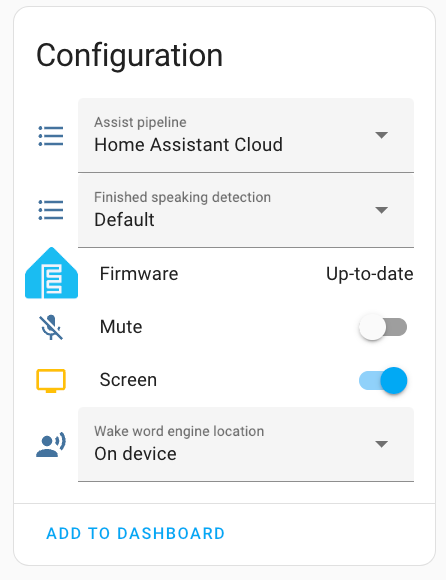 Configuration
Assist pipeline
Home Assistant Cloud
Finished speaking detection
Default
Firmware Up-to-date
Mute
Screen
Wake word engine location
On device
ADD TO DASHBOARD